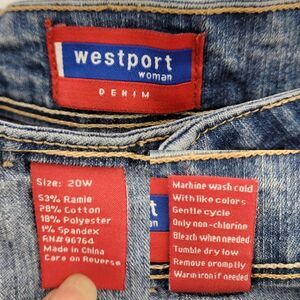 westport
woman
DENIM
Size: 20W
53% Ramie
28% Cotton
18% Polyester
1% Spandex
RN# 96764
Made in China
Care on Reverse
Machine wash cold
With like colors
Gentle cycle
Only non-chlorine
Bleach when needed
Tumble dry low
Remove promptly
Warm iron if needed